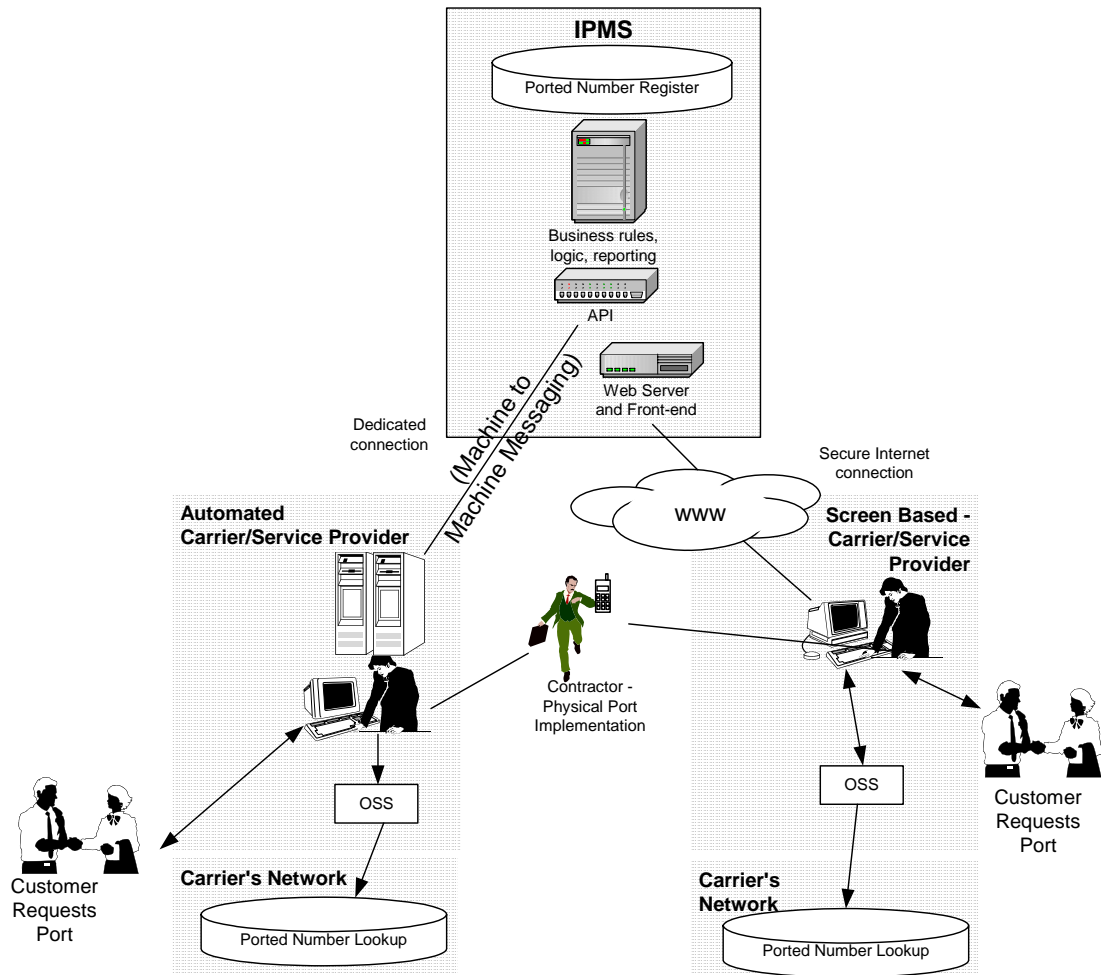 IPMS
Ported Number Register
Business rules,
logic, reporting
API
Web Server
and Front-end
Dedicated
connection
(Machine to
Machine Messaging)
Secure Internet
connection
www
Automated
Carrier/Service Provider
Screen Based -
Carrier/Service
Provider
Contractor -
Physical Port
Implementation
OSS
OSS
Customer
Requests
Port
Customer
Requests
Port
Carrier's Network
Ported Number Lookup
Carrier's
Network
Ported Number Lookup